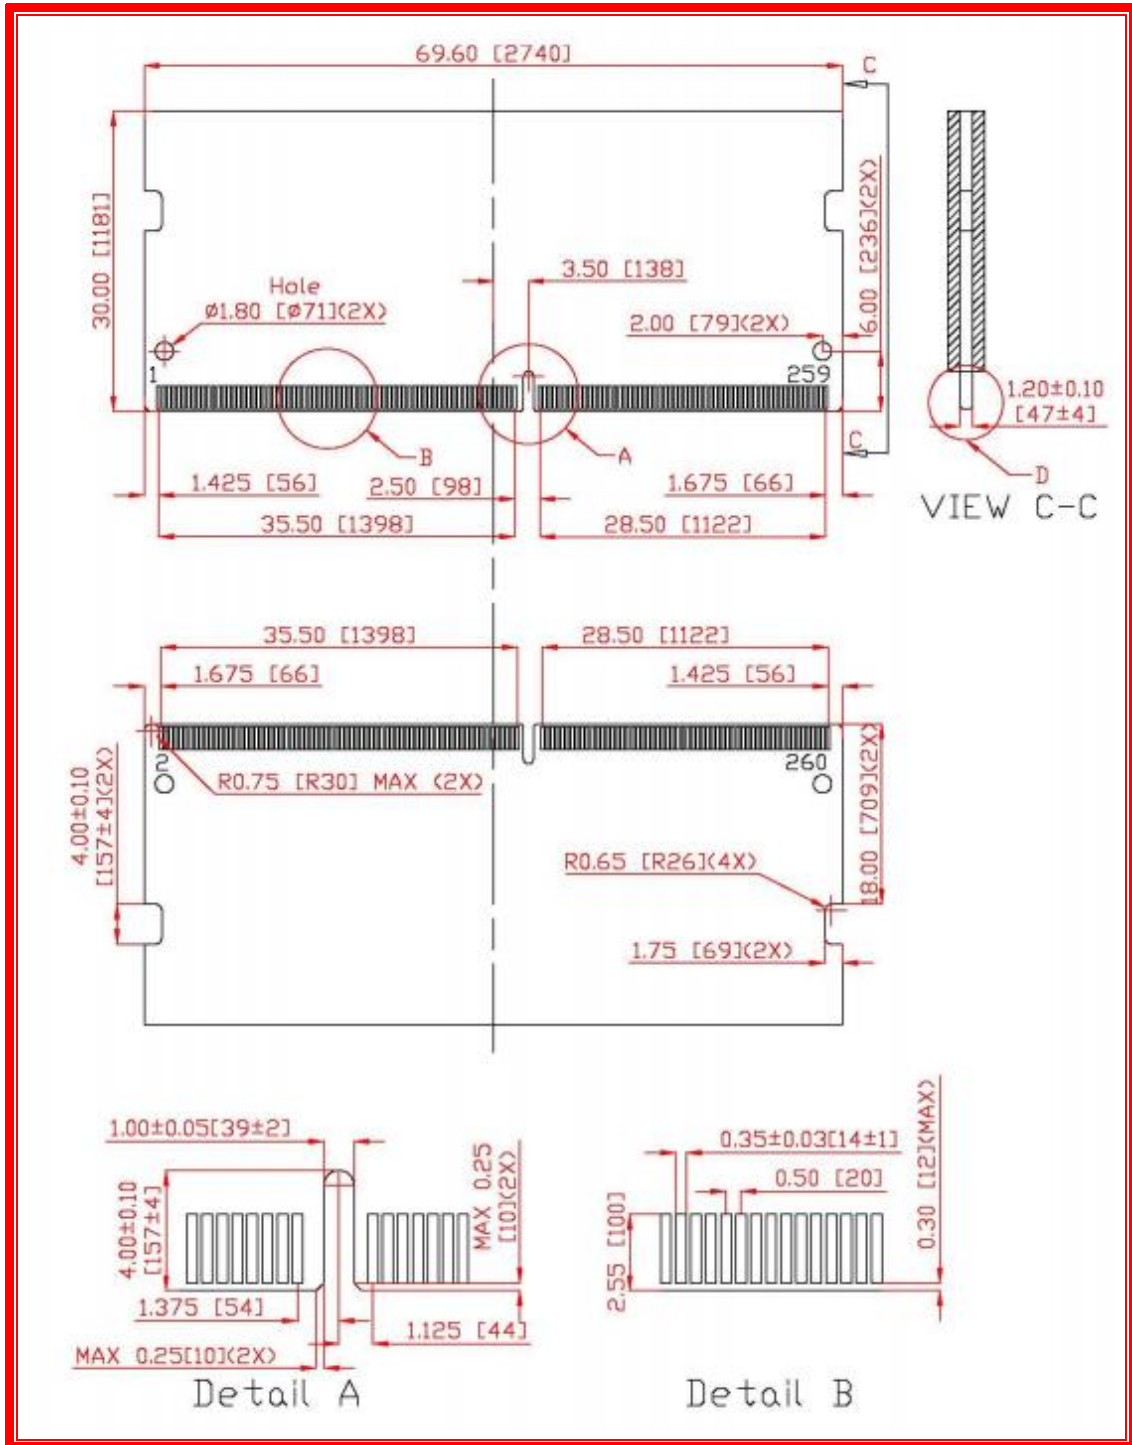 69.60 [2740]
C
30.00 [1181]
6.00 [236](2X)
3.50 [138]
Hole
ø1.80 [ø71](2X)
2.00 [79](2X)
1
259
1.20±0.10
[47±4]
B
A
C
D
1.425 [56]
2.50 [98]
1.675 [66]
VIEW C-C
35.50 [1398]
28.50 [1122]
35.50 [1398]
28.50 [1122]
1.675 [66]
1.425 [56]
2
260
R0.75 [R30] MAX (2X)
4.00±0.10
[157±4](2X)
18.00 [709](2X)
R0.65 [R26](4X)
1.75 [69](2X)
1.00±0.05[39±2]
4.00±0.10
[157±4]
MAX 0.25
[10](2X)
1.375 [54]
1.125 [44]
MAX 0.25[10](2X)
Detail A
0.35±0.03[14±1]
0.50 [20]
2.55 [100]
0.30 [12](MAX)
Detail B